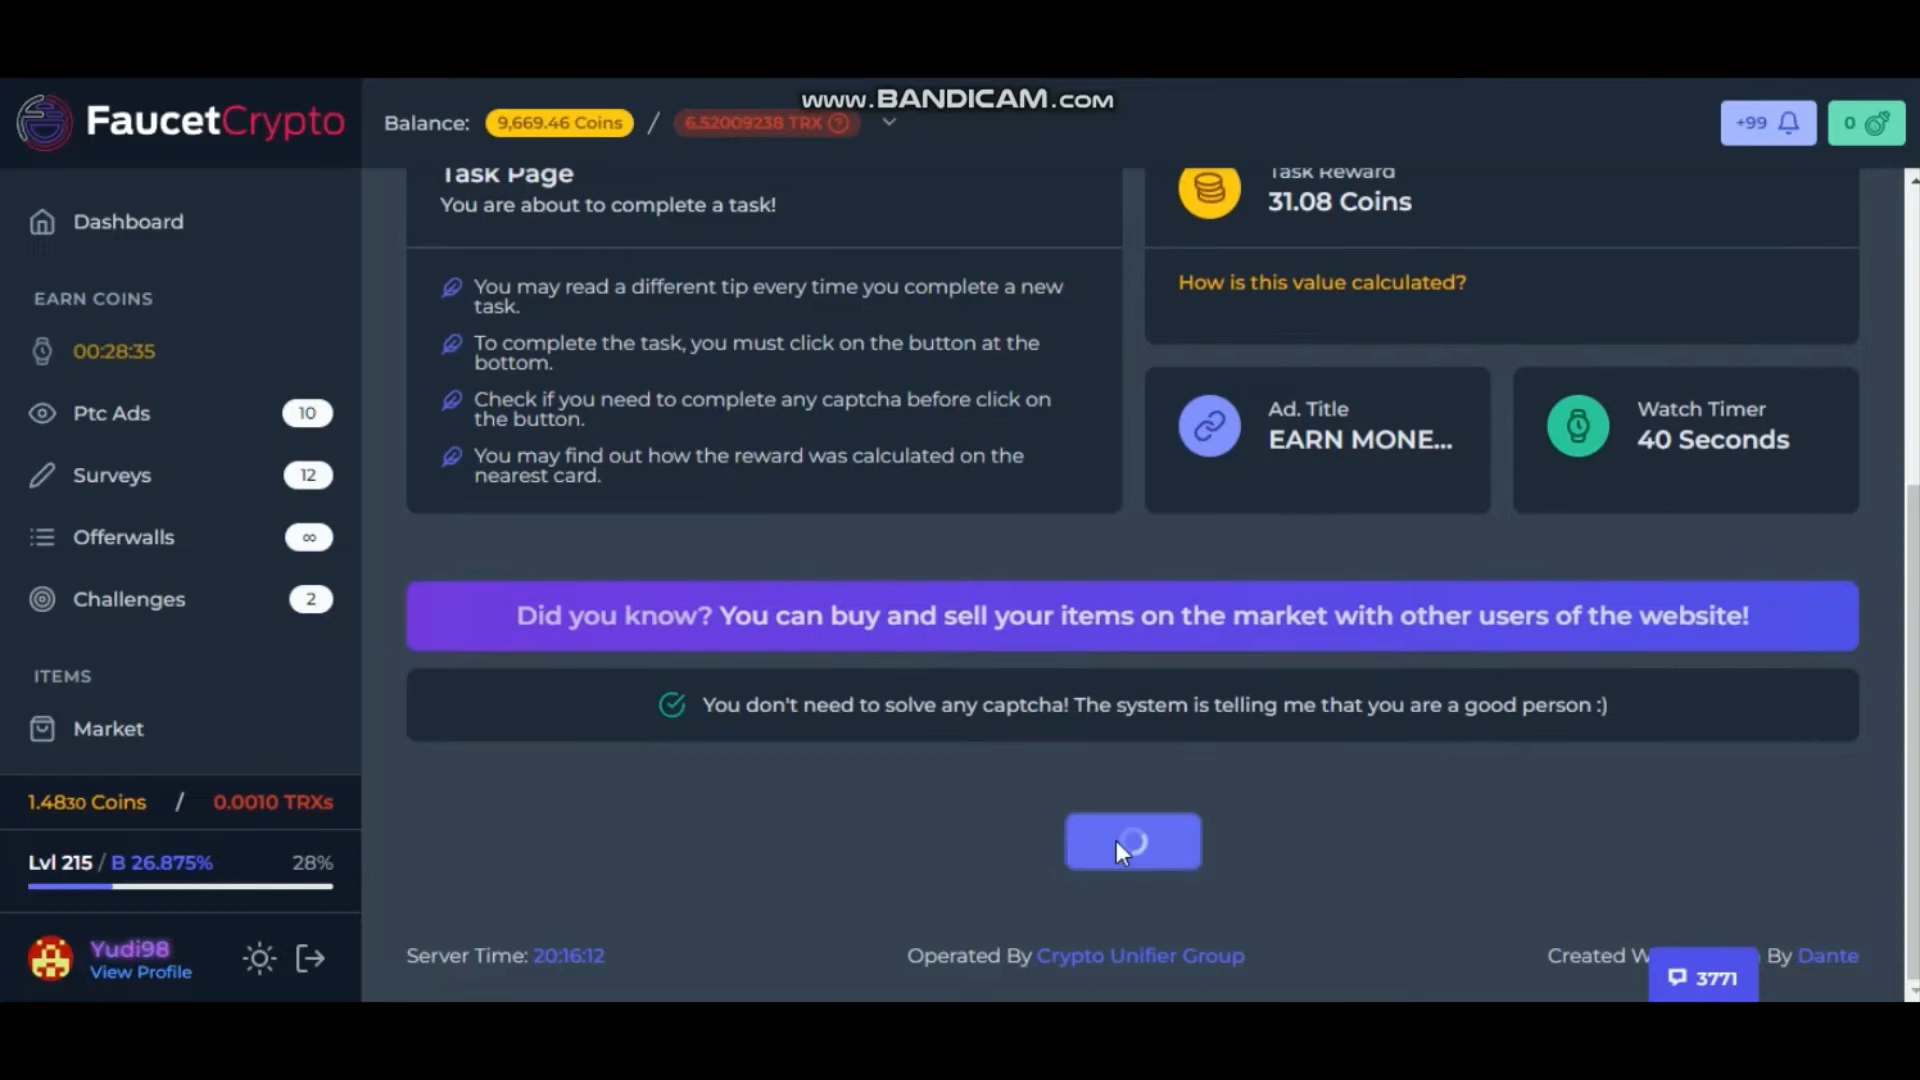 www.BANDICAM.com
FaucetCrypto
Balance: 9,669.46 Coins / 6.52009238 TRX
+99
0
Dashboard
EARN COINS
00:28:35
Ptc Ads 10
Surveys 12
Offerwalls ∞
Challenges 2
ITEMS
Market
1.4830 Coins / 0.0010 TRXs
Lvl 215 / B 26.875% 28%
Yudi98
View Profile
Task Page
You are about to complete a task!
You may read a different tip every time you complete a new
task.
To complete the task, you must click on the button at the
bottom.
Check if you need to complete any captcha before click on
the button.
You may find out how the reward was calculated on the
nearest card.
Task Reward
31.08 Coins
How is this value calculated?
Ad. Title
EARN MONE...
Watch Timer
40 Seconds
Did you know? You can buy and sell your items on the market with other users of the website!
You don't need to solve any captcha! The system is telling me that you are a good person :)
Server Time: 20:16:12
Operated By Crypto Unifier Group
Created W
By Dante
3771